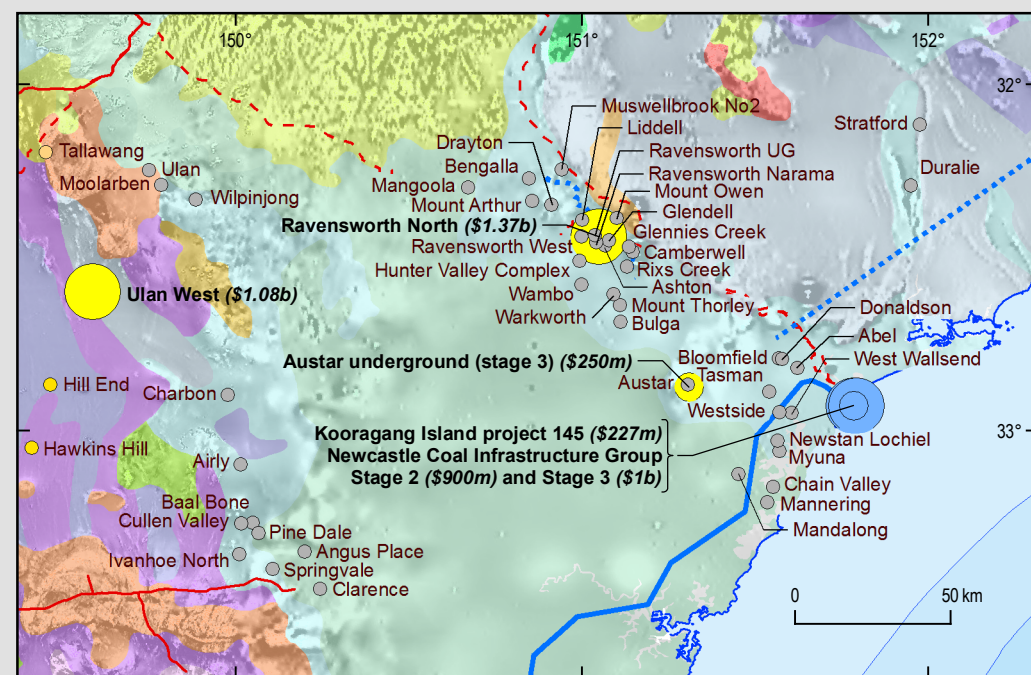 150°
151°
152°
32°
Muswellbrook No2
Stratford
Liddell
Drayton
Ravensworth UG
Tallawang
Ulan
Bengalla
Ravensworth Narama
Duralie
Moolarben
Mangoola
Mount Owen
Wilpinjong
Mount Arthur
Glendell
Ravensworth North ($1.37b)
Glennies Creek
Ravensworth West
Camberwell
Hunter Valley Complex
Rixs Creek
Ulan West ($1.08b)
Wambo
Ashton
Mount Thorley
Donaldson
Warkworth
Bulga
Abel
Bloomfield
West Wallsend
Austar underground (stage 3) ($250m)
Tasman
Hill End
Austar
Charbon
Westside
33°
Kooragang Island project 145 ($227m)
Newcastle Coal Infrastructure Group
Stage 2 ($900m) and Stage 3 ($1b)
Newstan Lochiel
Hawkins Hill
Myuna
Airly
Chain Valley
Baal Bone
Mannering
Cullen Valley
Pine Dale
Mandalong
Ivanhoe North
Angus Place
Springvale
Clarence
0
50 km